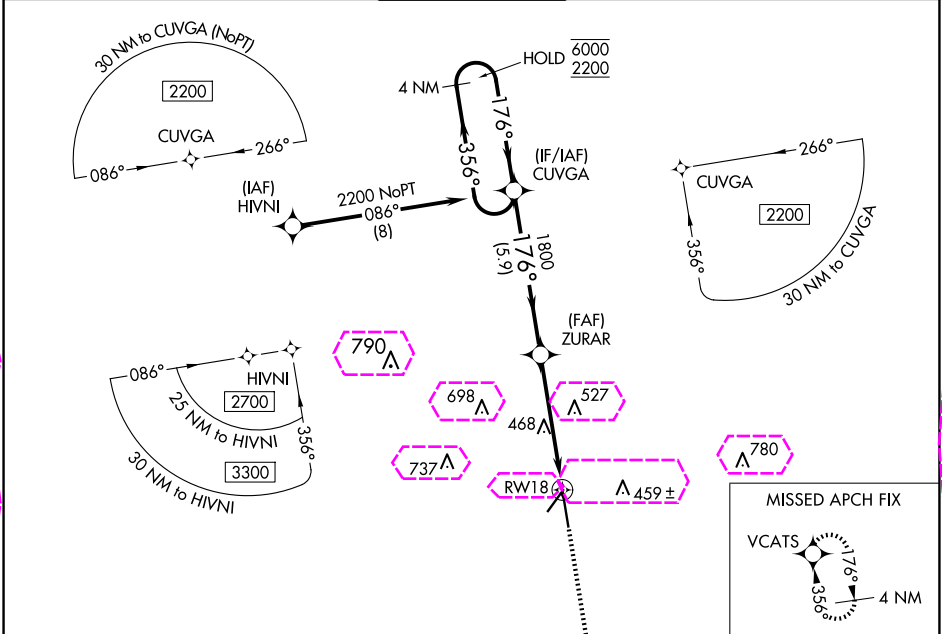 30 NM to CUVGA (NoPT)
2200
CUVGA
086°
266°
HOLD 6000
2200
4 NM
176°
356°
(IF/IAF)
CUVGA
(IAF)
HIVNI
2200 NoPT
086°
(8)
1800
176°
(5.9)
266°
CUVGA
2200
356°
30 NM to CUVGA
(FAF)
ZURAR
086°
HIVNI
2700
25 NM to HIVNI
356°
3300
30 NM to HIVNI
790
698
527
468
737
780
RW18
459 ±
MISSED APCH FIX
VCATS
176°
356°
4 NM